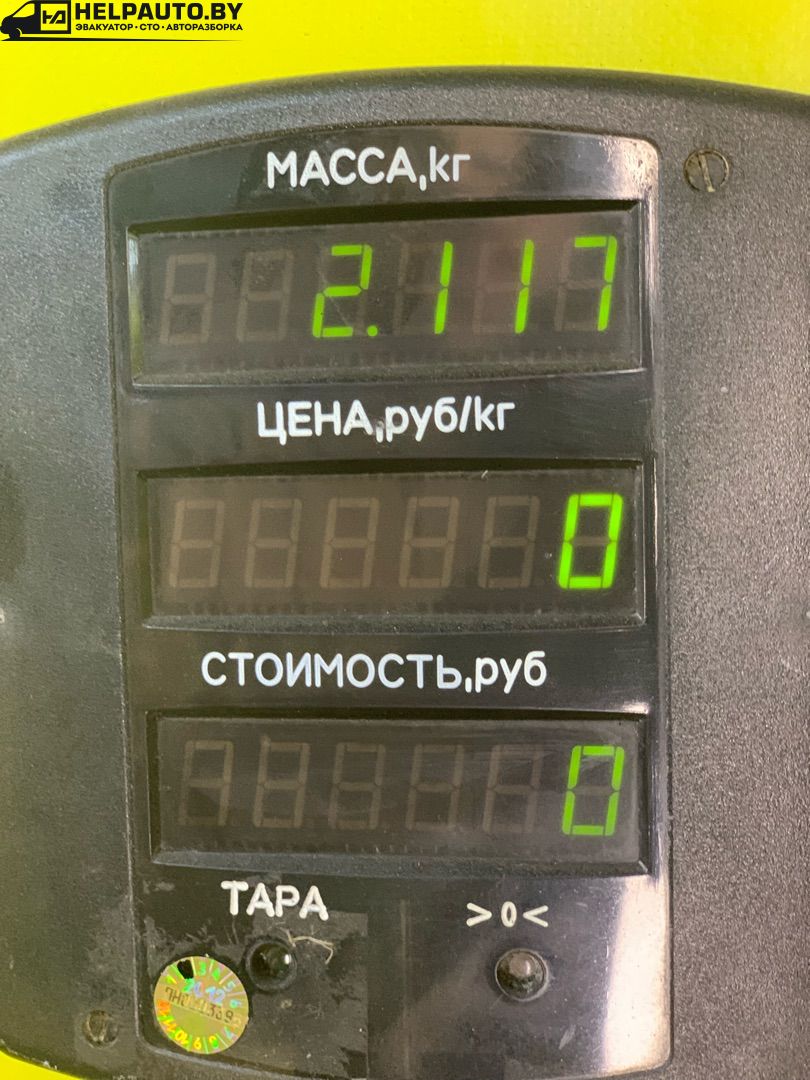 HELPAUTO.BY
ЭВАКУАТОР • СТО • АВТОРАЗБОРКА
МАССА,кг
2.117
ЦЕНА,руб/кг
0
СТОИМОСТЬ,руб
0
ТАРА
>0<